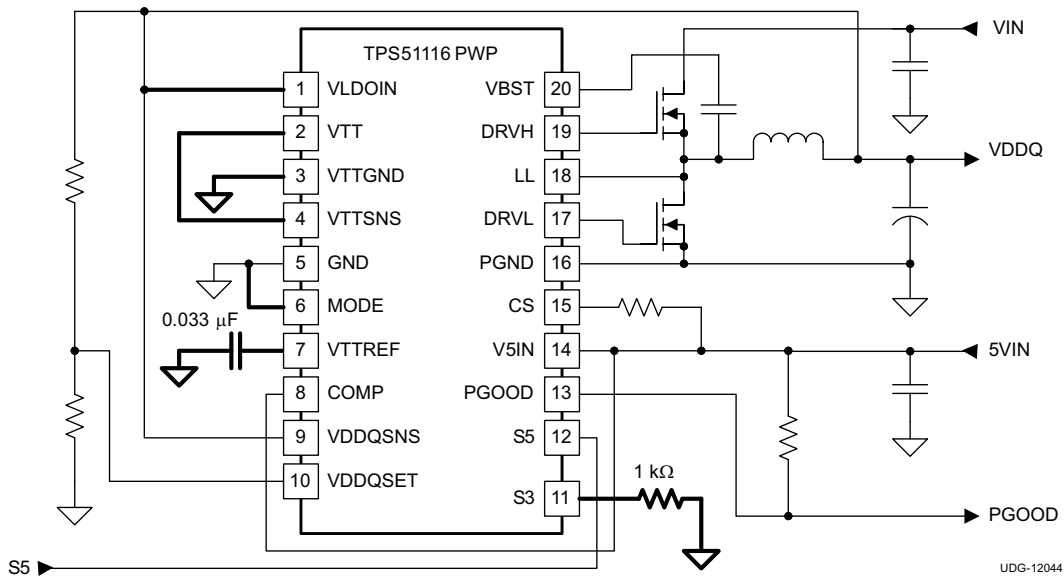 TPS51116 PWP
VIN
1 VLDOIN VBST 20
2 VTT DRVH 19
VDDQ
3 VTTGND LL 18
4 VTTSNS DRVL 17
5 GND PGND 16
6 MODE CS 15
0.033 μF
7 VTTREF V5IN 14
5VIN
8 COMP PGOOD 13
9 VDDQSNS S5 12
10 VDDQSET S3 11
1 kΩ
PGOOD
S5
UDG-12044